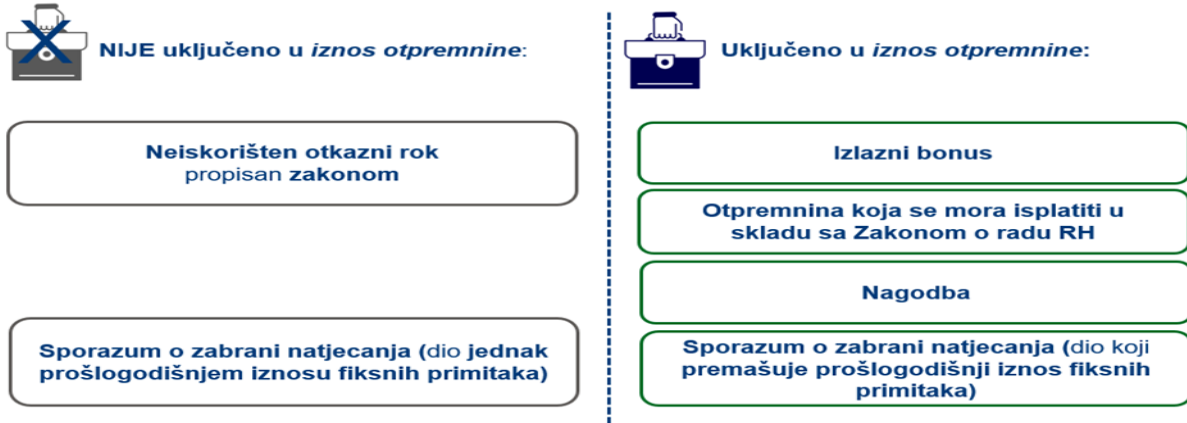 NIJE uključeno u iznos otpremnine:
Neiskorišten otkazni rok
propisan zakonom
Sporazum o zabrani natjecanja (dio jednak
prošlogodišnjem iznosu fiksnih primitaka)
Uključeno u iznos otpremnine:
Izlazni bonus
Otpremnina koja se mora isplatiti u
skladu sa Zakonom o radu RH
Nagodba
Sporazum o zabrani natjecanja (dio koji
premašuje prošlogodišnji iznos fiksnih
primitaka)